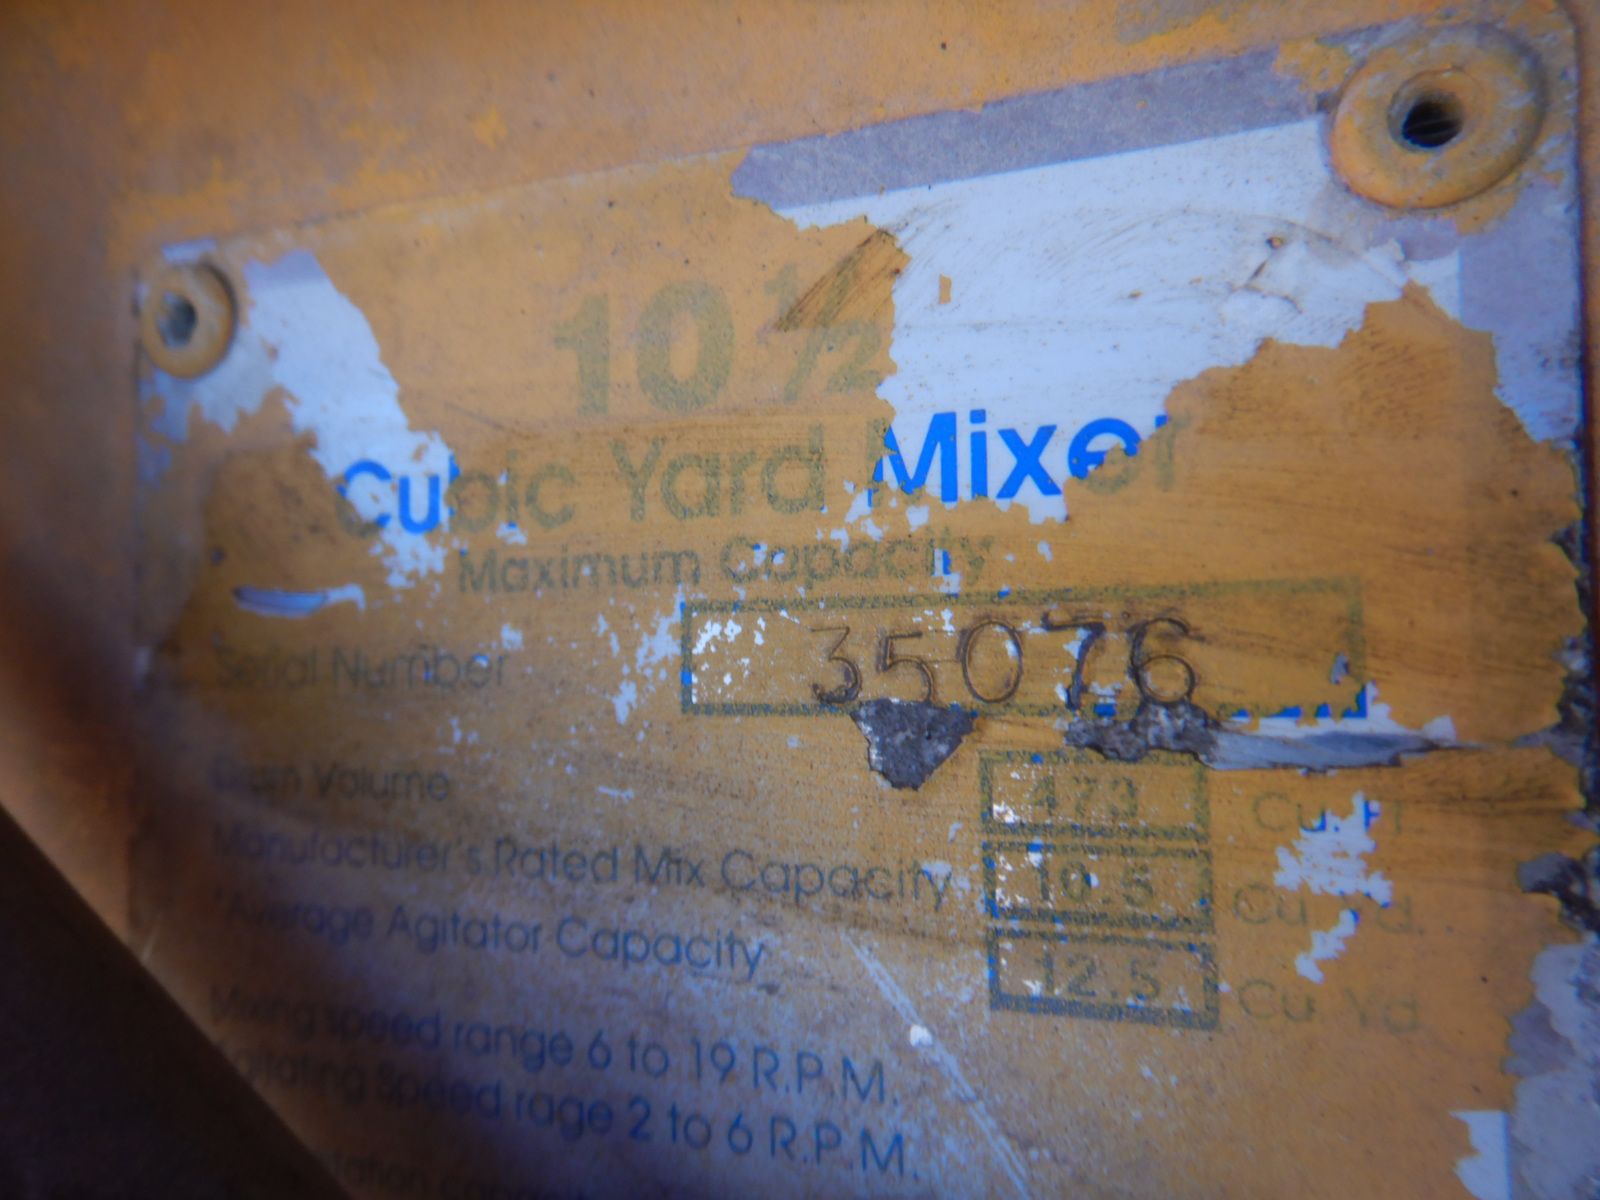 10 1/2
Cubic Yard Mixer
Maximum Capacity
Serial Number 35076
Drum Volume 473 Cu. Ft.
Manufacturer's Rated Mix Capacity 10.5 Cu. Yd.
*Average Agitator Capacity 12.5 Cu. Yd.
Mixing speed range 6 to 19 R.P.M.
Agitating Speed rage 2 to 6 R.P.M.